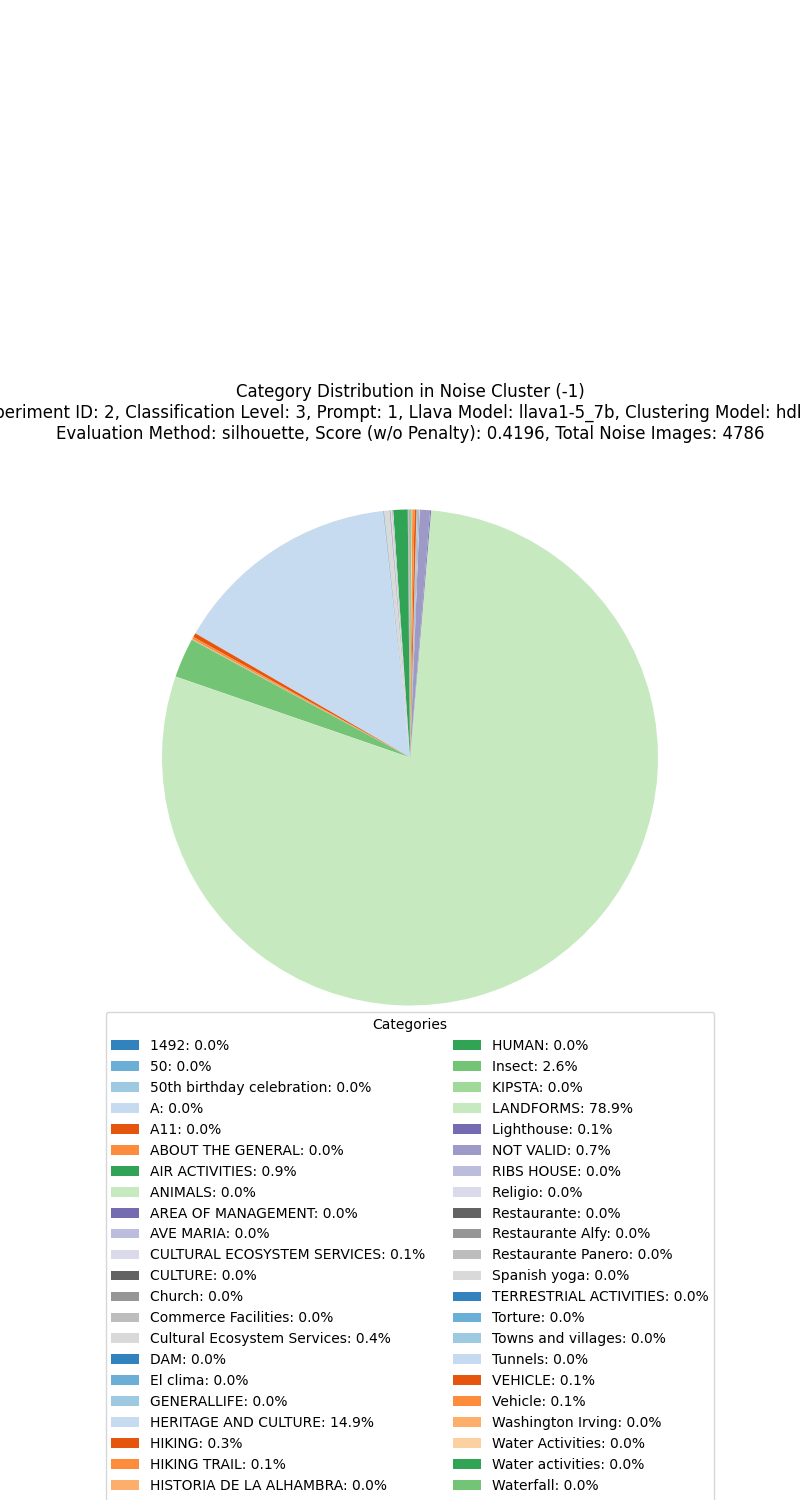 Category Distribution in Noise Cluster (-1)
ID: 2, Classification Level: 3, Prompt: 1, Llava Model: llava1-5_7b, Clustering Model:
Evaluation Method: silhouette, Score (w/o Penalty): 0.4196, Total Noise Images: 4786
Categories
1492: 0.0%
50: 0.0%
50th birthday celebration: 0.0%
A: 0.0%
A11: 0.0%
ABOUT THE GENERAL: 0.0%
AIR ACTIVITIES: 0.9%
ANIMALS: 0.0%
AREA OF MANAGEMENT: 0.0%
AVE MARIA: 0.0%
CULTURAL ECOSYSTEM SERVICES: 0.1%
CULTURE: 0.0%
Church: 0.0%
Commerce Facilities: 0.0%
Cultural Ecosystem Services: 0.4%
DAM: 0.0%
El clima: 0.0%
GENERALLIFE: 0.0%
HERITAGE AND CULTURE: 14.9%
HIKING: 0.3%
HIKING TRAIL: 0.1%
HISTORIA DE LA ALHAMBRA: 0.0%
HUMAN: 0.0%
Insect: 2.6%
KIPSTA: 0.0%
LANDFORMS: 78.9%
Lighthouse: 0.1%
NOT VALID: 0.7%
RIBS HOUSE: 0.0%
Religio: 0.0%
Restaurante: 0.0%
Restaurante Alfy: 0.0%
Restaurante Panero: 0.0%
Spanish yoga: 0.0%
TERRESTRIAL ACTIVITIES: 0.0%
Torture: 0.0%
Towns and villages: 0.0%
Tunnels: 0.0%
VEHICLE: 0.1%
Vehicle: 0.1%
Washington Irving: 0.0%
Water Activities: 0.0%
Water activities: 0.0%
Waterfall: 0.0%